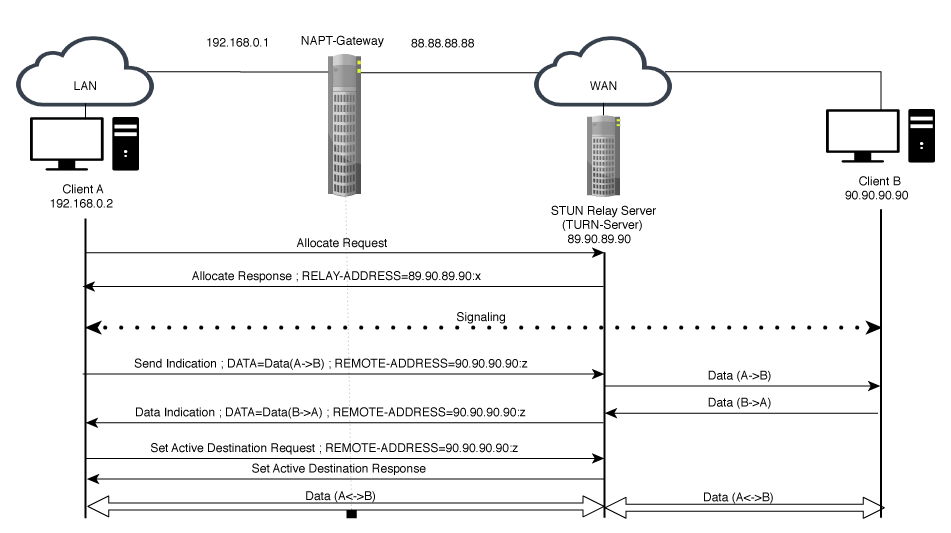 192.168.0.1
NAPT-Gateway
88.88.88.88
LAN
WAN
Client A
192.168.0.2
STUN Relay Server
(TURN-Server)
89.90.89.90
Client B
90.90.90.90
Allocate Request
Allocate Response ; RELAY-ADDRESS=89.90.89.90:x
Signaling
Send Indication ; DATA=Data(A->B) ; REMOTE-ADDRESS=90.90.90.90:z
Data (A->B)
Data (B->A)
Data Indication ; DATA=Data(B->A) ; REMOTE-ADDRESS=90.90.90.90:z
Set Active Destination Request ; REMOTE-ADDRESS=90.90.90.90:z
Set Active Destination Response
Data (A<->B)
Data (A<->B)